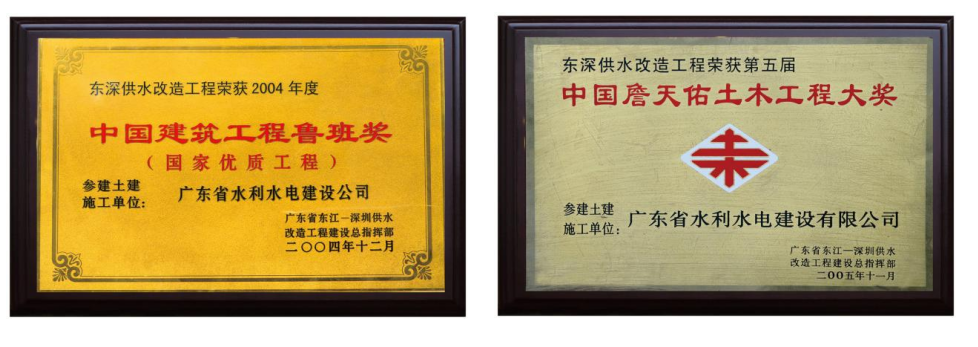 东深供水改造工程荣获2004年度
中国建筑工程鲁班奖
（国家优质工程）
参建土建
施工单位：
广东省水利水电建设公司
广东省东江—深圳供水
改造工程建设总指挥部
二〇〇四年十二月
东深供水改造工程荣获第五届
中国詹天佑土木工程大奖
参建土建
施工单位：
广东省水利水电建设有限公司
广东省东江—深圳供水
改造工程建设总指挥部
二〇〇五年十一月